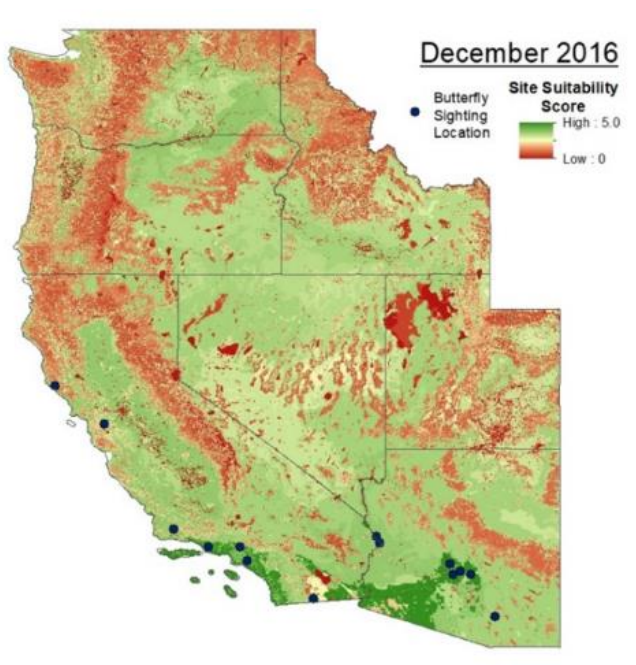 December 2016
Butterfly
Sighting
Location
Site Suitability
Score
High : 5.0
Low : 0